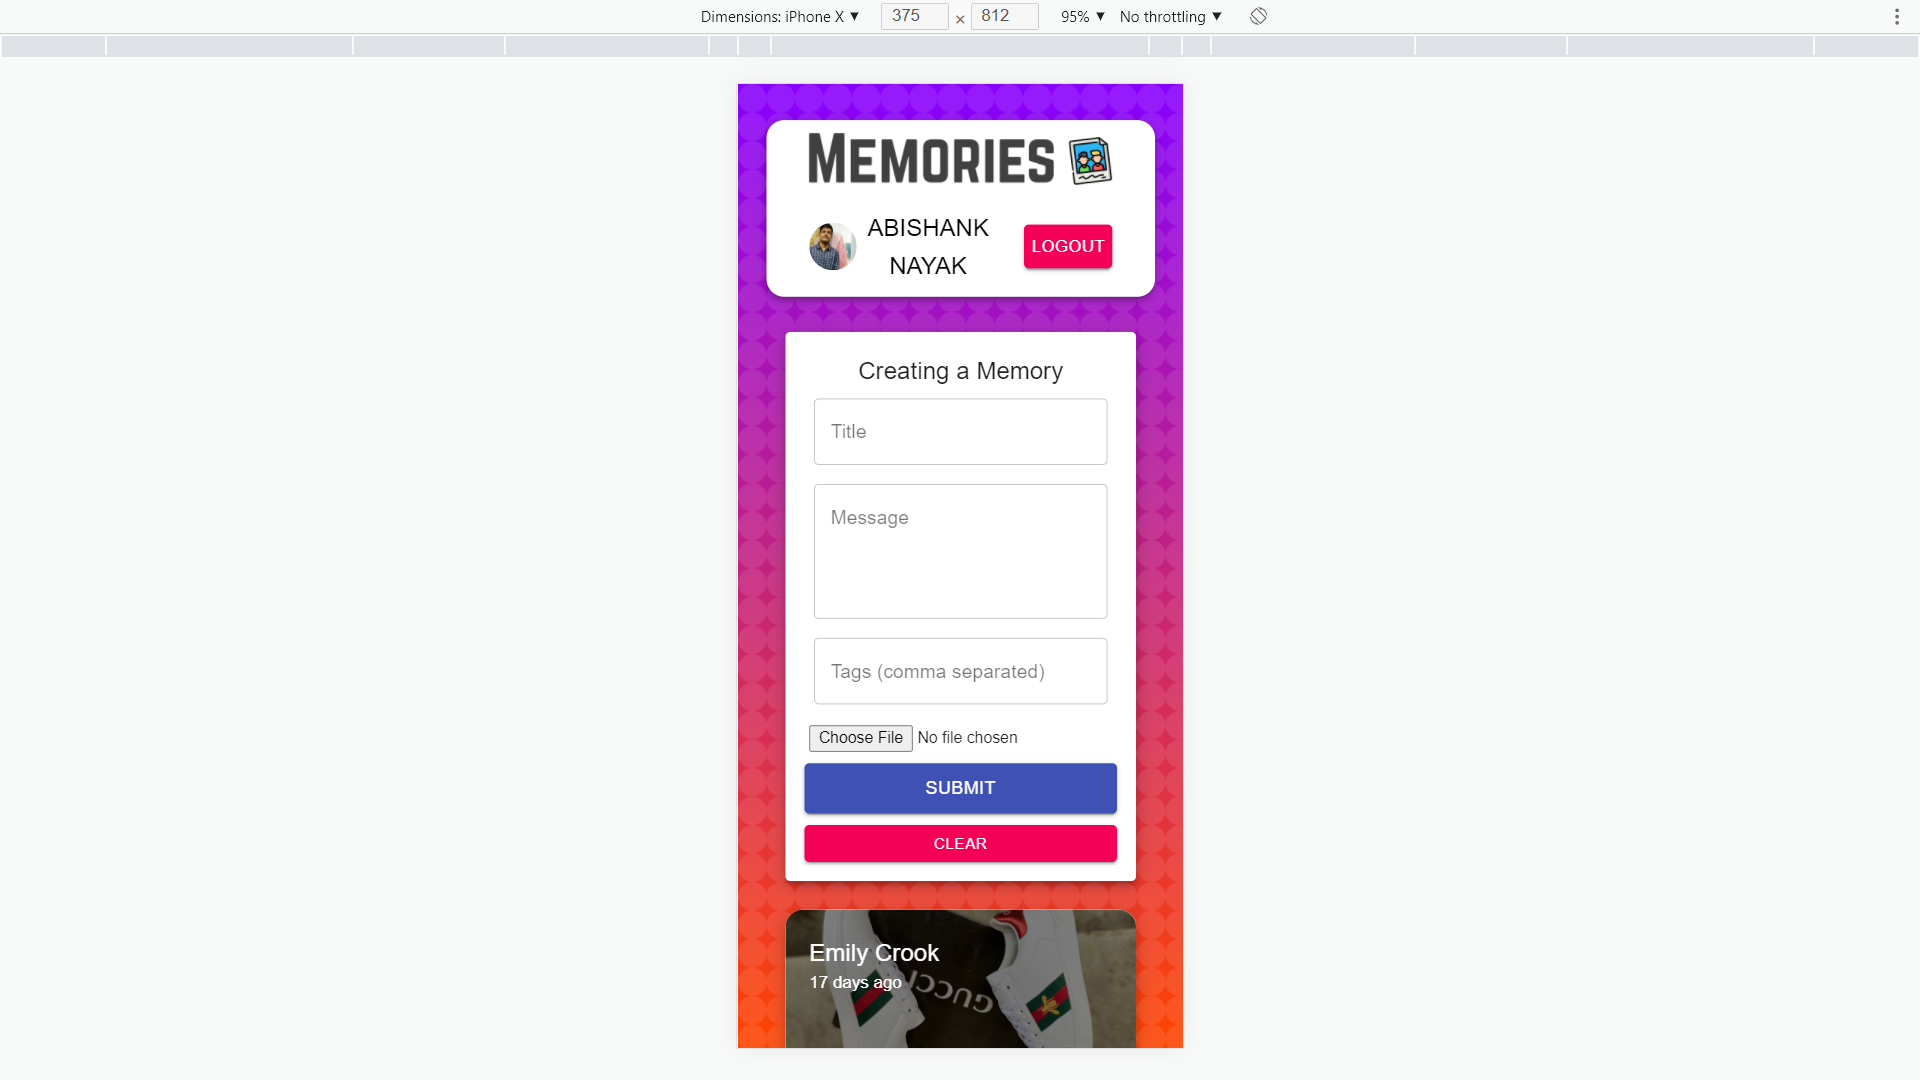 Dimensions: iPhone X ▼ 375 × 812 95% ▼ No throttling ▼
MEMORIES
ABISHANK
NAYAK
LOGOUT
Creating a Memory
Title
Message
Tags (comma separated)
Choose File No file chosen
SUBMIT
CLEAR
Emily Crook
17 days ago
GUCCI